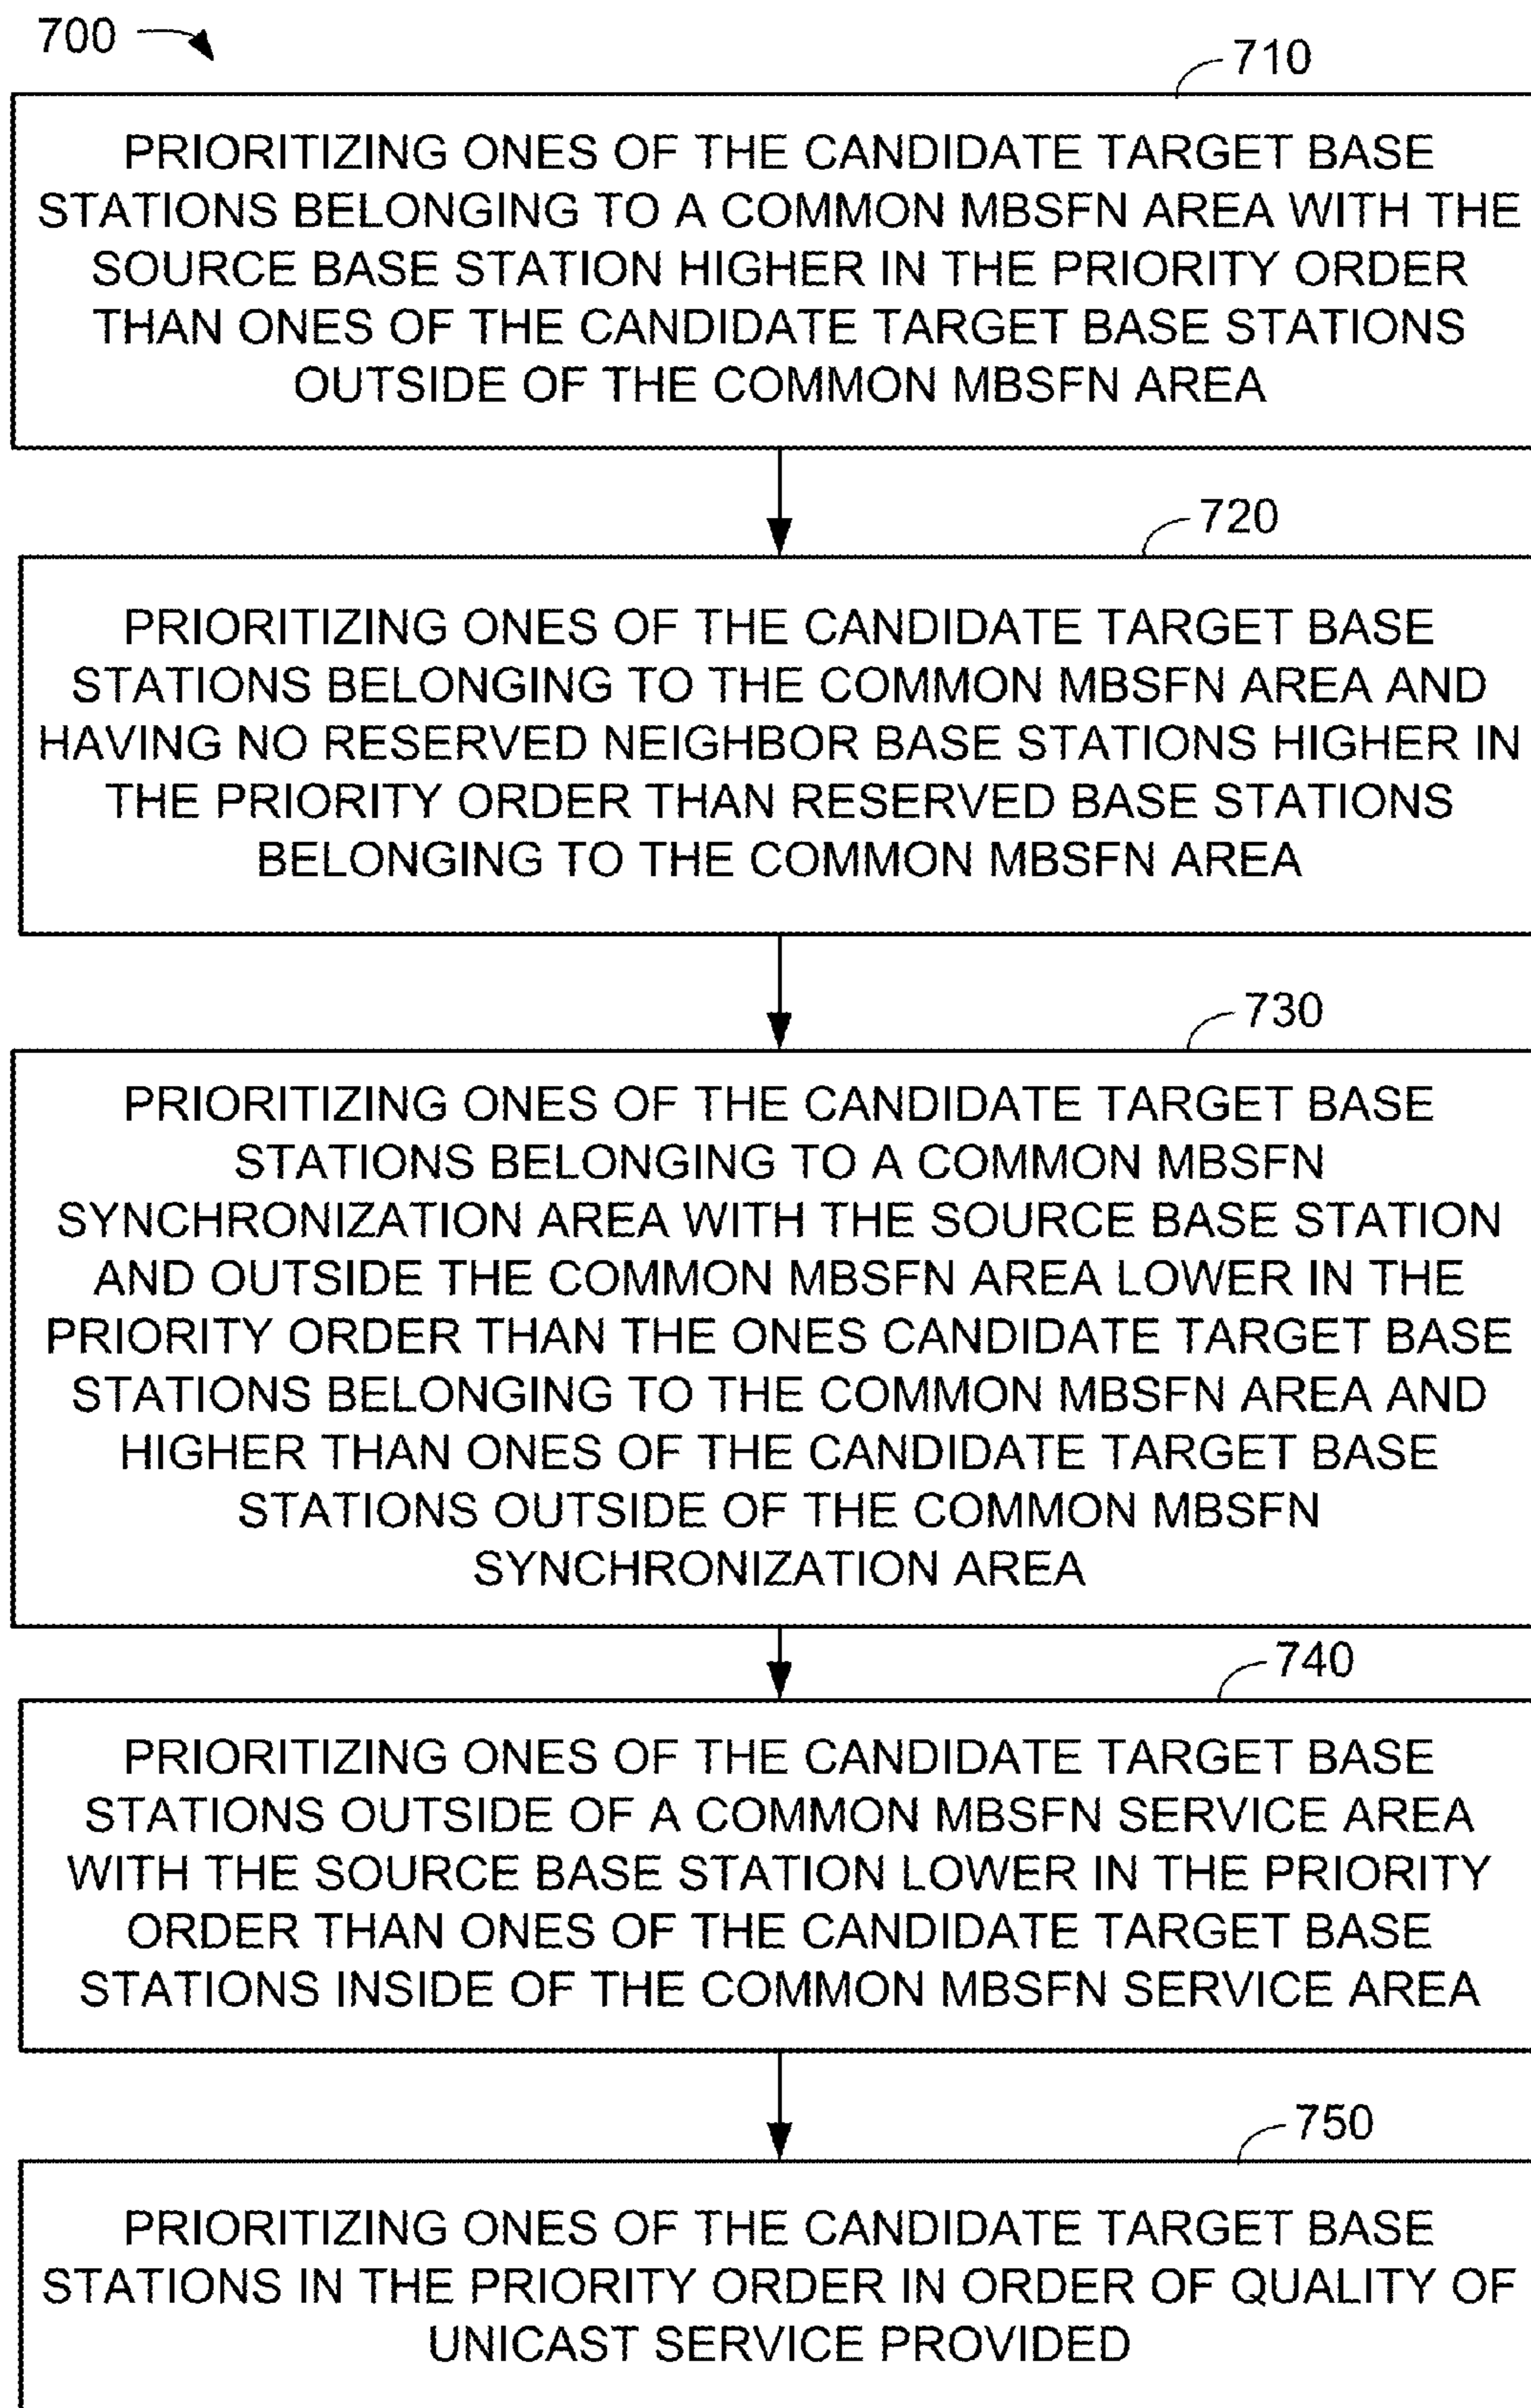 700
710
PRIORITIZING ONES OF THE CANDIDATE TARGET BASE
STATIONS BELONGING TO A COMMON MBSFN AREA WITH THE
SOURCE BASE STATION HIGHER IN THE PRIORITY ORDER
THAN ONES OF THE CANDIDATE TARGET BASE STATIONS
OUTSIDE OF THE COMMON MBSFN AREA
720
PRIORITIZING ONES OF THE CANDIDATE TARGET BASE
STATIONS BELONGING TO THE COMMON MBSFN AREA AND
HAVING NO RESERVED NEIGHBOR BASE STATIONS HIGHER IN
THE PRIORITY ORDER THAN RESERVED BASE STATIONS
BELONGING TO THE COMMON MBSFN AREA
730
PRIORITIZING ONES OF THE CANDIDATE TARGET BASE
STATIONS BELONGING TO A COMMON MBSFN
SYNCHRONIZATION AREA WITH THE SOURCE BASE STATION
AND OUTSIDE THE COMMON MBSFN AREA LOWER IN THE
PRIORITY ORDER THAN THE ONES CANDIDATE TARGET BASE
STATIONS BELONGING TO THE COMMON MBSFN AREA AND
HIGHER THAN ONES OF THE CANDIDATE TARGET BASE
STATIONS OUTSIDE OF THE COMMON MBSFN
SYNCHRONIZATION AREA
740
PRIORITIZING ONES OF THE CANDIDATE TARGET BASE
STATIONS OUTSIDE OF A COMMON MBSFN SERVICE AREA
WITH THE SOURCE BASE STATION LOWER IN THE PRIORITY
ORDER THAN ONES OF THE CANDIDATE TARGET BASE
STATIONS INSIDE OF THE COMMON MBSFN SERVICE AREA
750
PRIORITIZING ONES OF THE CANDIDATE TARGET BASE
STATIONS IN THE PRIORITY ORDER IN ORDER OF QUALITY OF
UNICAST SERVICE PROVIDED